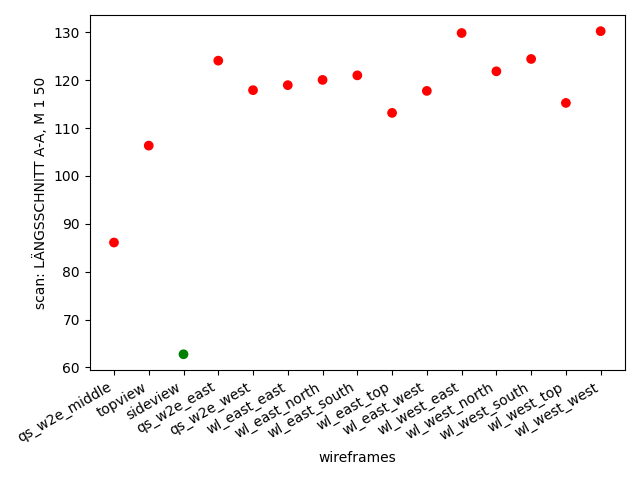 130
120
110
100
90
80
70
60
scan: LÄNGSSCHNITT A-A, M 1 50
qs_w2e_middle
topview
sideview
qs_w2e_east
qs_w2e_west
wl_east_east
wl_east_north
wl_east_south
wl_east_top
wl_east_west
wl_west_east
wl_west_north
wl_west_south
wl_west_top
wl_west_west
wireframes